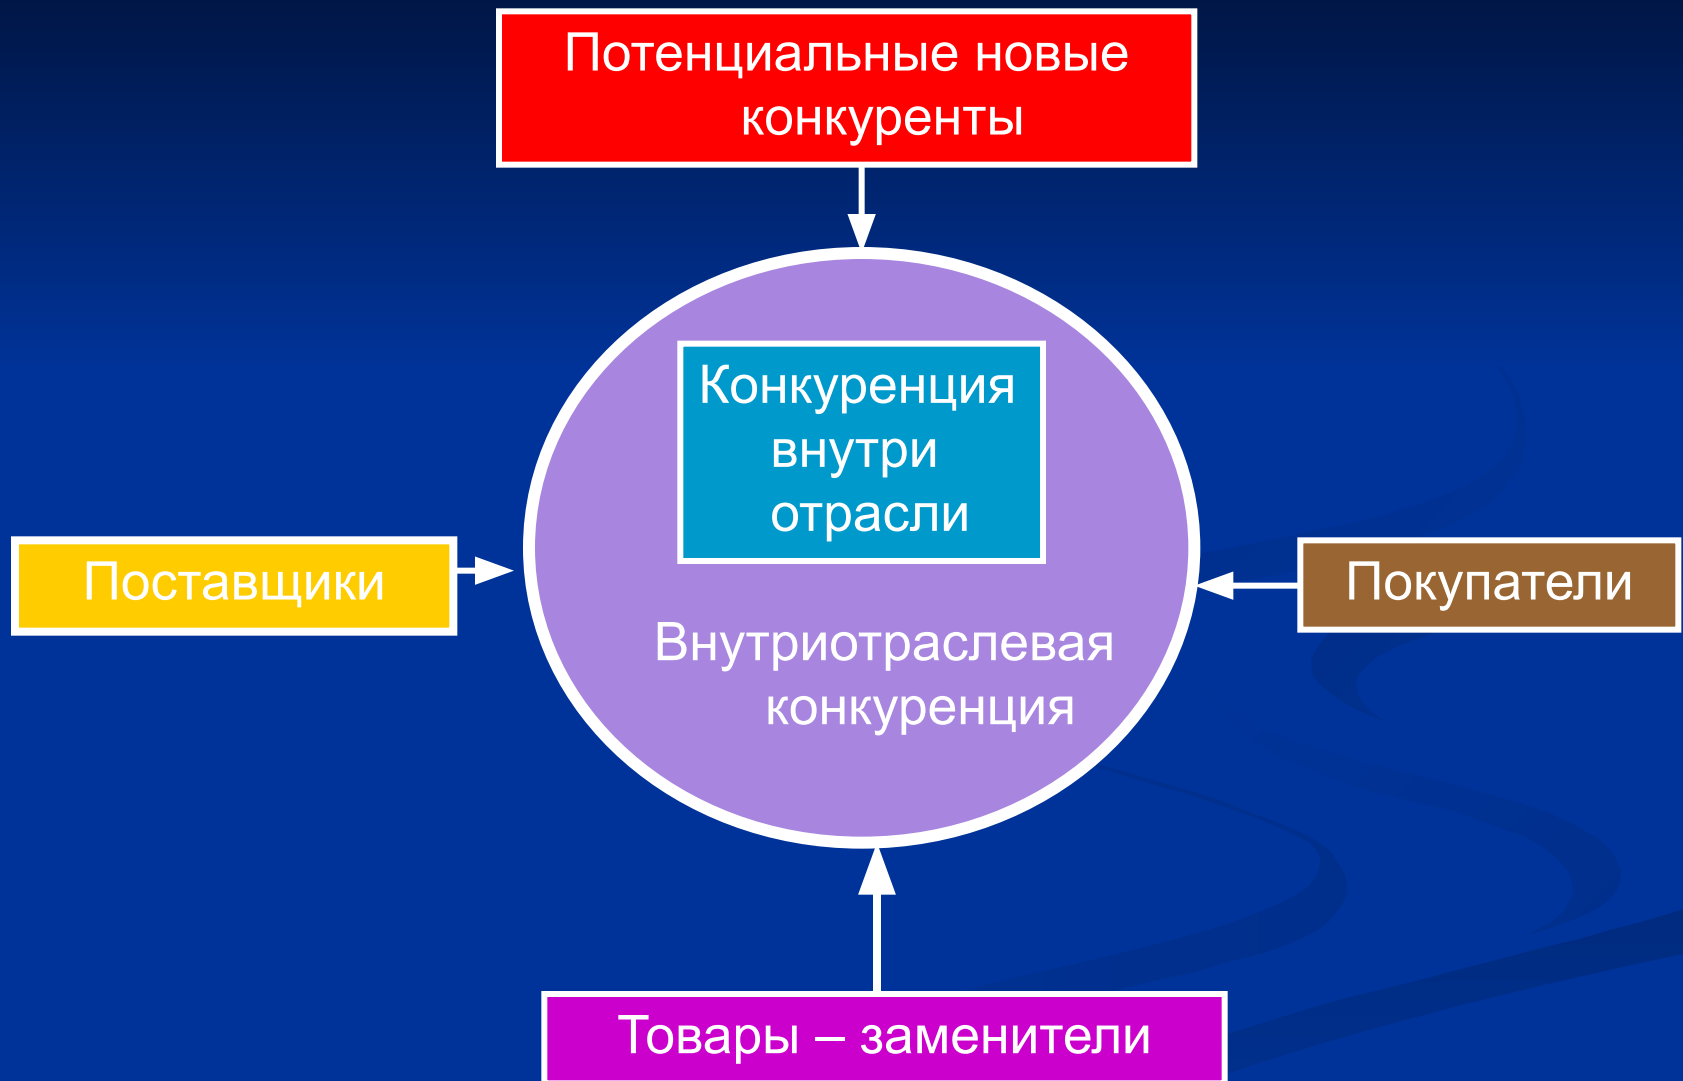 Потенциальные новые
конкуренты
Конкуренция
внутри
отрасли
Поставщики
Покупатели
Внутриотраслевая
конкуренция
Товары – заменители